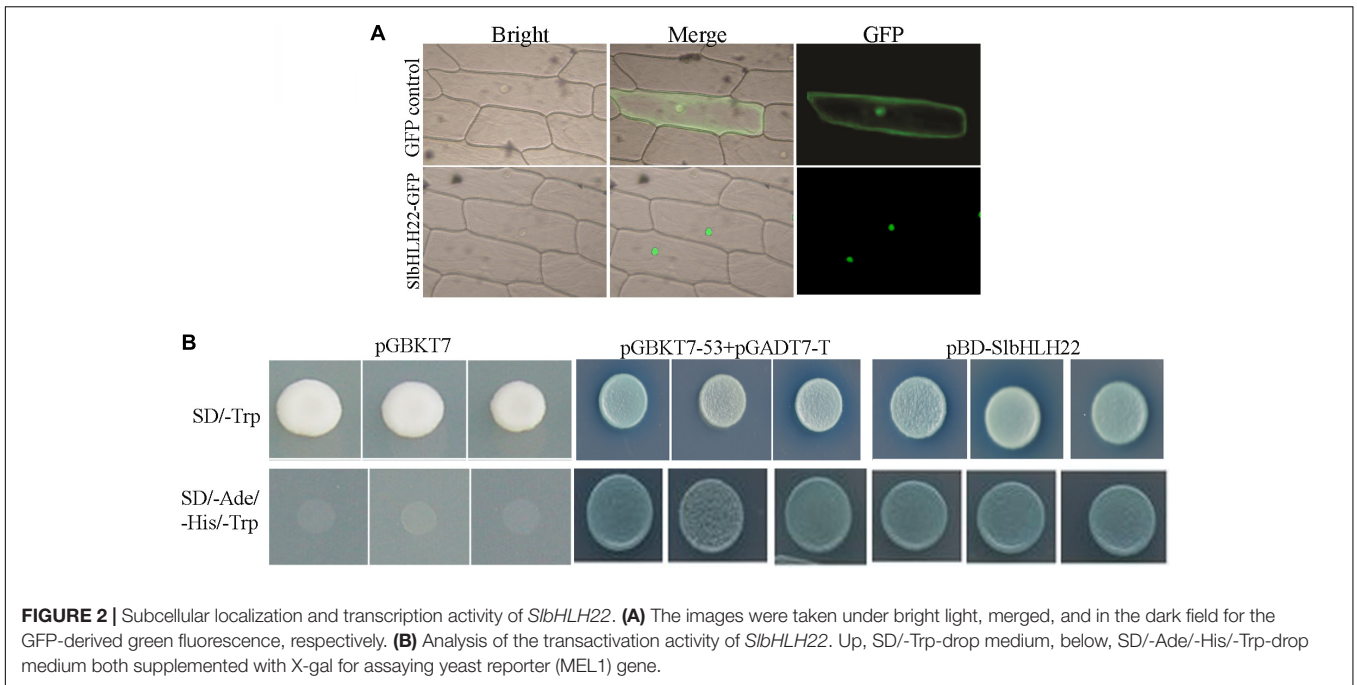 A
Bright Merge GFP
GFP control
SlbHLH22-GFP
B
pGBKT7 pGBKT7-53+pGADT7-T pBD-SlbHLH22
SD/-Trp
SD/-Ade/
-His/-Trp
FIGURE 2 | Subcellular localization and transcription activity of SlbHLH22. (A) The images were taken under bright light, merged, and in the dark field for the
GFP-derived green fluorescence, respectively. (B) Analysis of the transactivation activity of SlbHLH22. Up, SD/-Trp-drop medium, below, SD/-Ade/-His/-Trp-drop
medium both supplemented with X-gal for assaying yeast reporter (MEL1) gene.